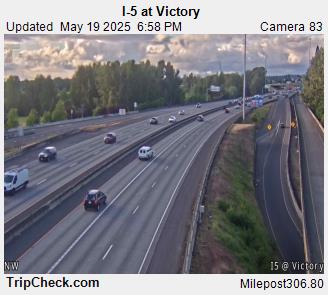 I-5 at Victory
Updated May 19 2025 6:58 PM Camera 83
NW I5 @ Victory
TripCheck.com Milepost306.80